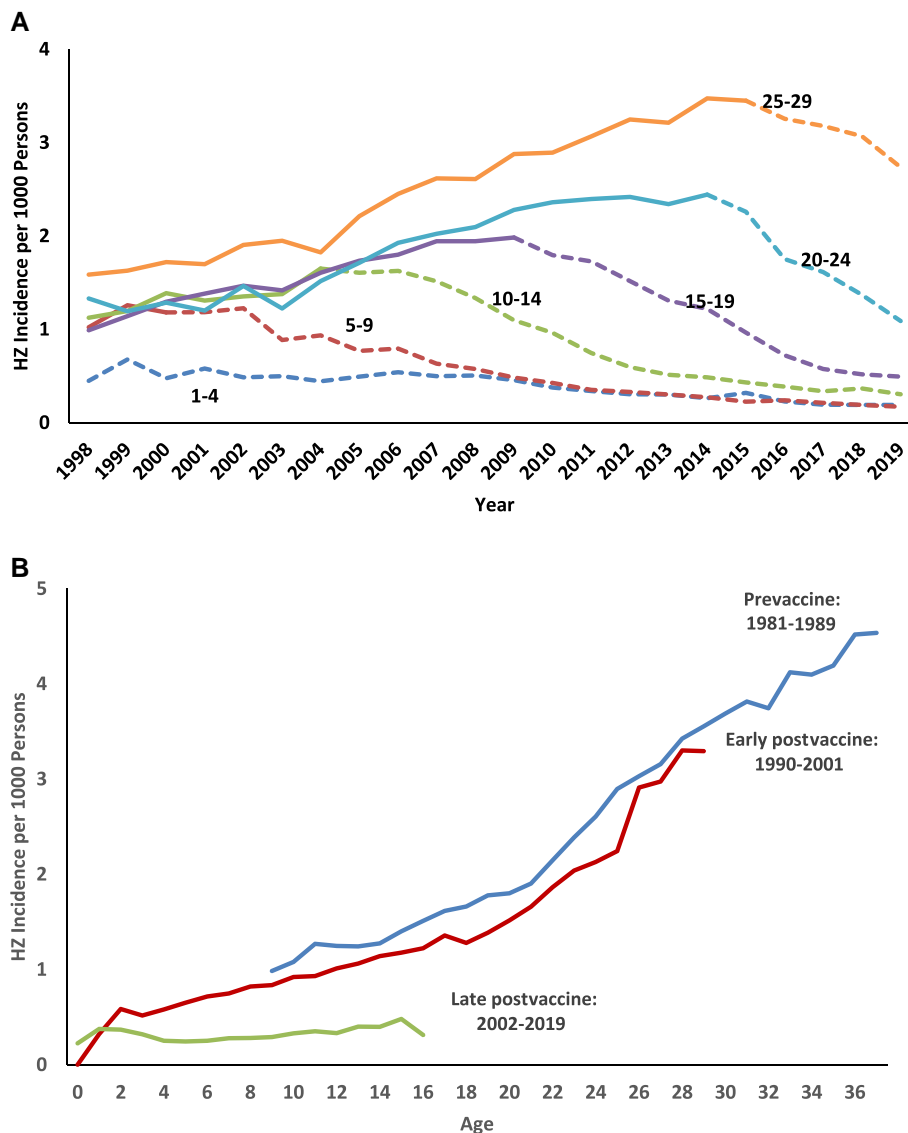 A
4
3
2
1
0
HZ Incidence per 1000 Persons
25-29
20-24
15-19
10-14
5-9
1-4
1998 1999 2000 2001 2002 2003 2004 2005 2006 2007 2008 2009 2010 2011 2012 2013 2014 2015 2016 2017 2018 2019
Year
B
5
4
3
2
1
0
HZ Incidence per 1000 Persons
Prevaccine:
1981-1989
Early postvaccine:
1990-2001
Late postvaccine:
2002-2019
0 2 4 6 8 10 12 14 16 18 20 22 24 26 28 30 32 34 36
Age